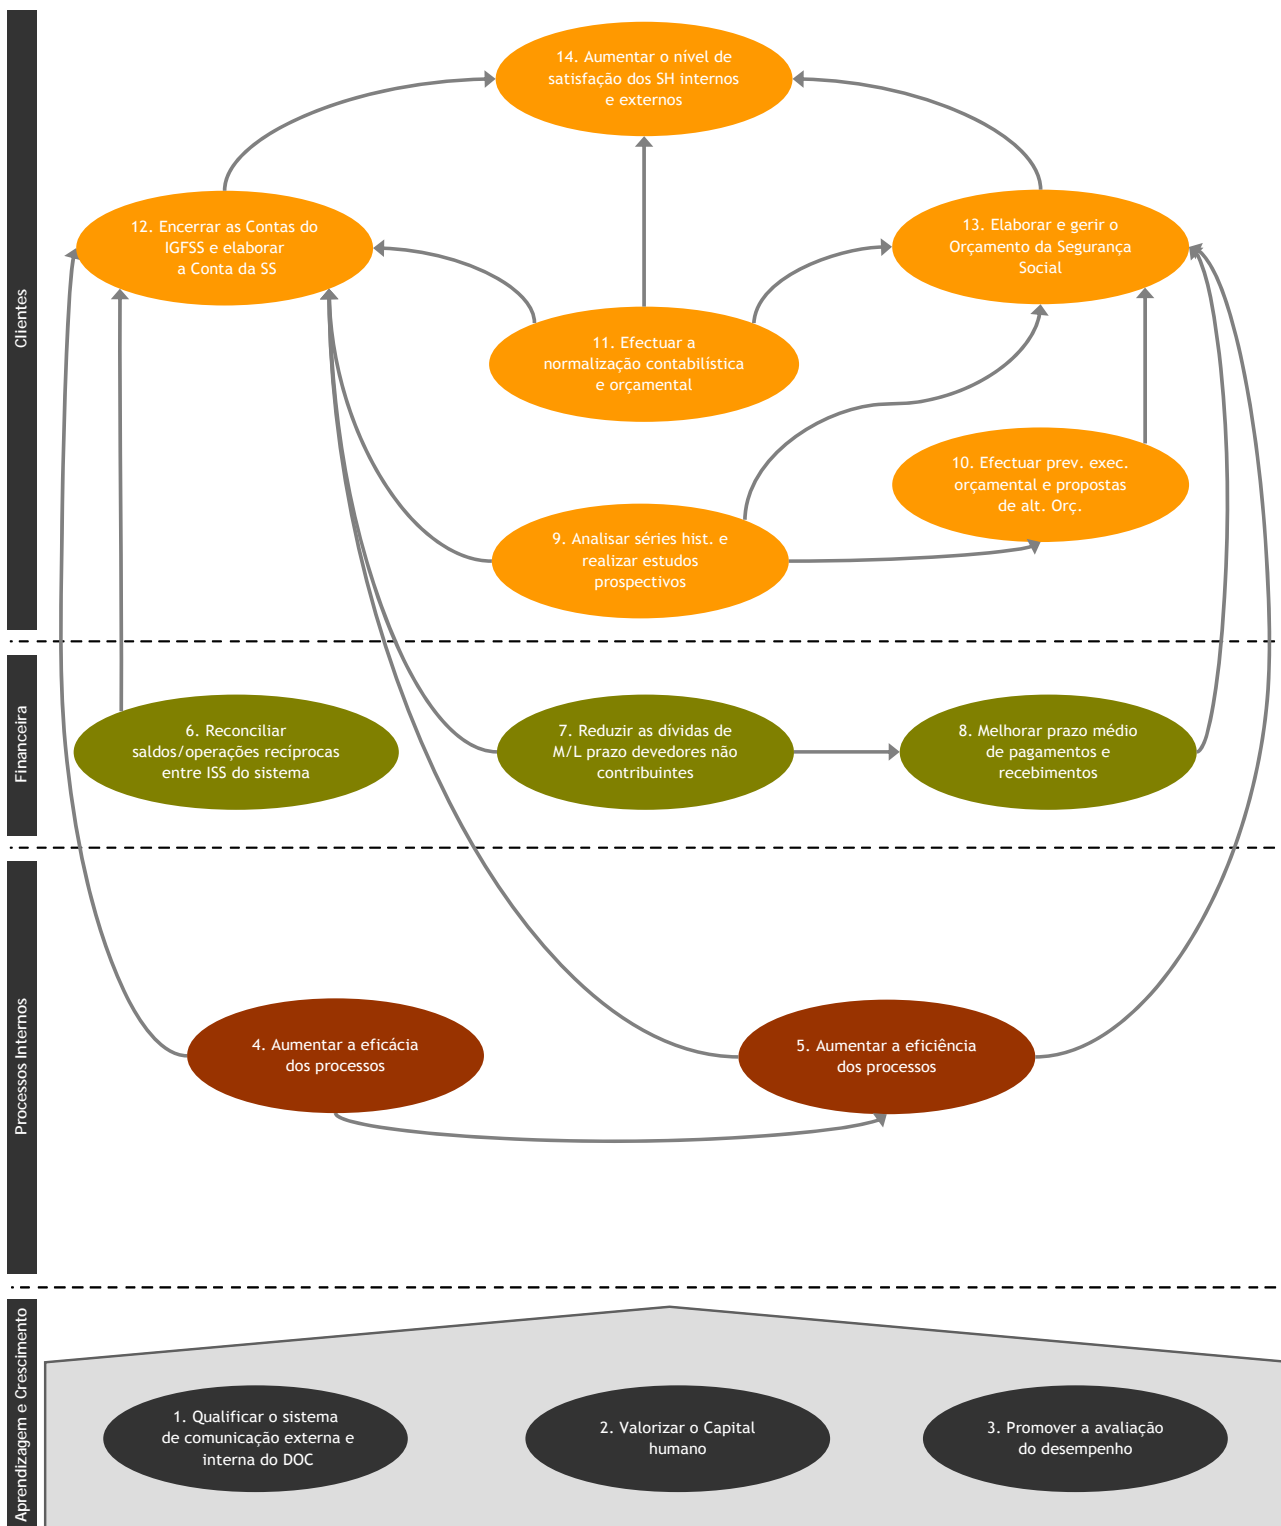 Clientes
14. Aumentar o nível de
satisfação dos SH internos
e externos
12. Encerrar as Contas do
IGFSS e elaborar
a Conta da SS
13. Elaborar e gerir o
Orçamento da Segurança
Social
11. Efectuar a
normalização contabilística
e orçamental
10. Efectuar prev. exec.
orçamental e propostas
de alt. Orç.
9. Analisar séries hist. e
realizar estudos
prospectivos
Financeira
6. Reconciliar
saldos/operações recíprocas
entre ISS do sistema
7. Reduzir as dívidas de
M/L prazo devedores não
contribuintes
8. Melhorar prazo médio
de pagamentos e
recebimentos
Processos Internos
4. Aumentar a eficácia
dos processos
5. Aumentar a eficiência
dos processos
Aprendizagem e Crescimento
1. Qualificar o sistema
de comunicação externa e
interna do DOC
2. Valorizar o Capital
humano
3. Promover a avaliação
do desempenho